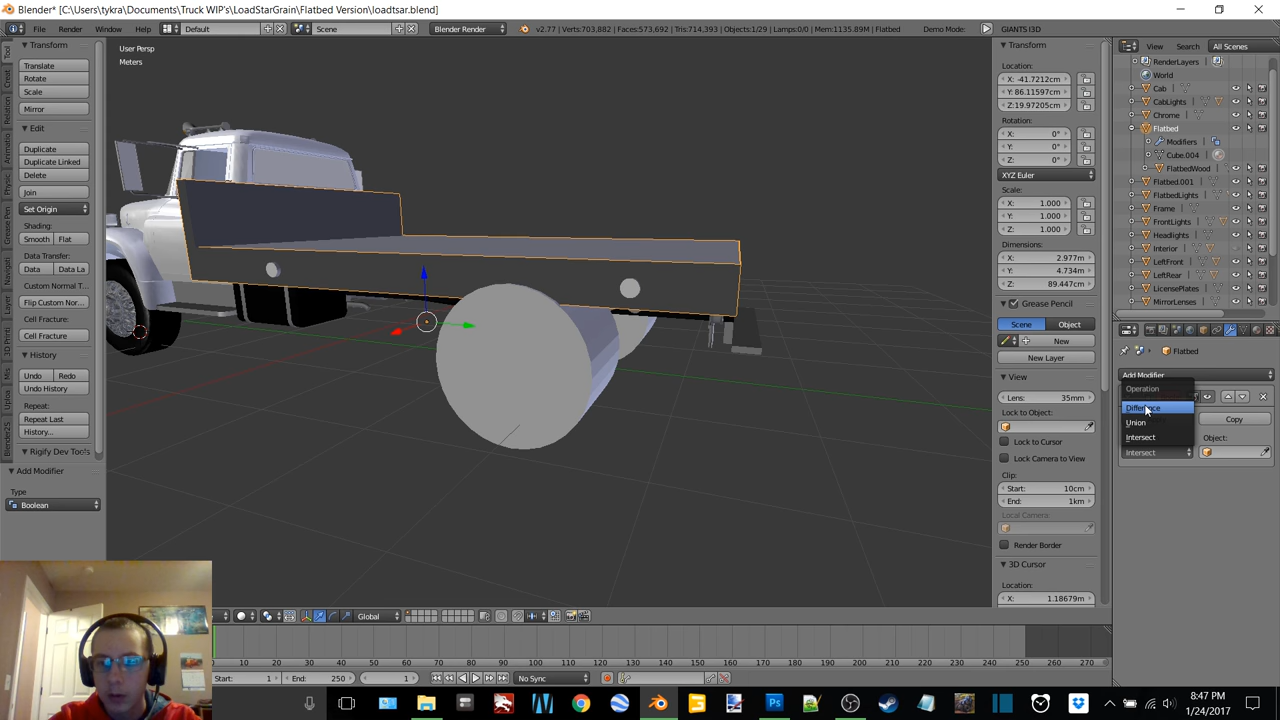 Blender* [C:\Users\tykra\Documents\Truck WIP's\LoadStarGrain\Flatbed Version\loadtsar.blend]
File Render Window Help Default Scene Blender Render v2.77 | Verts:703,882 | Faces:573,692 | Tris:714,393 | Objects:1/29 | Lamps:0/0 | Mem:1135.89M | Flatbed Demo Mode: GIANTS I3D
Transform
Translate
Rotate
Scale
Mirror
Edit
Duplicate
Duplicate Linked
Delete
Join
Set Origin
Shading:
Smooth Flat
Data Transfer:
Data Data La
Custom Normal T
Flip Custom Nor...
Cell Fracture:
Cell Fracture
History
Undo Redo
Undo History
Repeat:
Repeat Last
History...
Rigify Dev Tools
Add Modifier
Type
Boolean
User Persp
Meters
Transform
Location:
X: -41.7212cm
Y: 86.11597cm
Z:19.97205cm
Rotation:
X: 0°
Y: 0°
Z: 0°
XYZ Euler
Scale:
X: 1.000
Y: 1.000
Z: 1.000
Dimensions:
X: 2.977m
Y: 4.734m
Z: 89.447cm
Grease Pencil
Scene Object
New
New Layer
View
Lens: 35mm
Lock to Object:
Lock to Cursor
Lock Camera to View
Clip:
Start: 10cm
End: 1km
Local Camera:
Render Border
3D Cursor
Location:
X: 1.18679m
View Search All Scenes
RenderLayers
World
Cab
CabLights
Chrome
Flatbed
Modifiers
Cube.004
FlatbedWood
Flatbed.001
FlatbedLights
Frame
FrontLights
Headlights
Interior
LeftFront
LeftRear
LicensePlates
MirrorLenses
Flatbed
Add Modifier
Operation
Difference
Union
Intersect
Intersect
Copy
Object:
Global
0 10 20 30 40 50 60 70 80 90 100 110 120 130 140 150 160 170 180 190 200 210 220 230 240 250 260 270
Start: 1 End: 250 1 No Sync
8:47 PM
1/24/2017